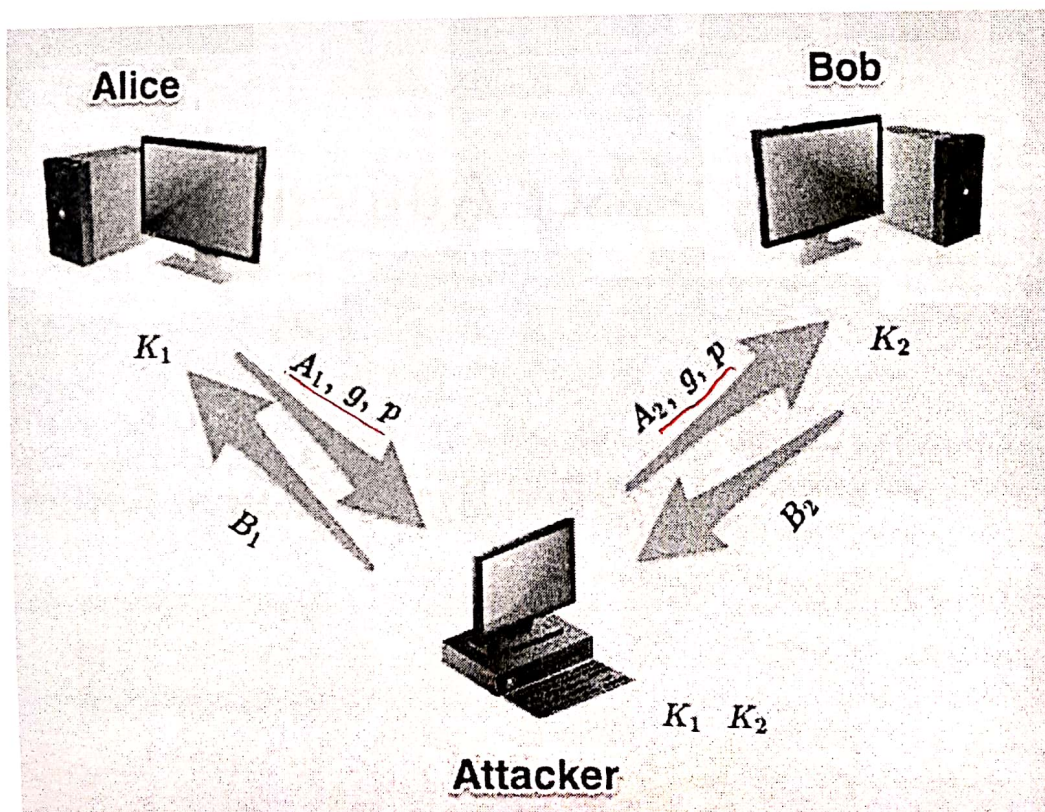 Alice
Bob
K₁
A₁, g, p
A₂, g, p
K₂
B₁
B₂
K₁ K₂
Attacker